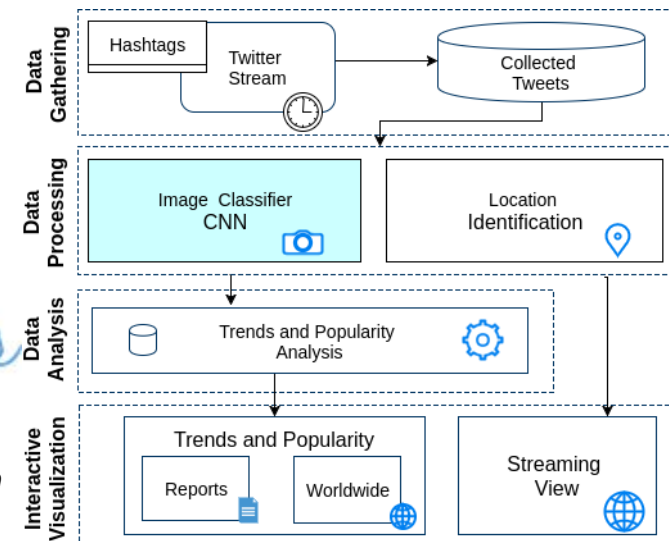 Data
Gathering
Hashtags
Twitter
Stream
Collected
Tweets
Data
Processing
Image Classifier
CNN
Location
Identification
Data
Analysis
Trends and Popularity
Analysis
Interactive
Visualization
Trends and Popularity
Reports
Worldwide
Streaming
View